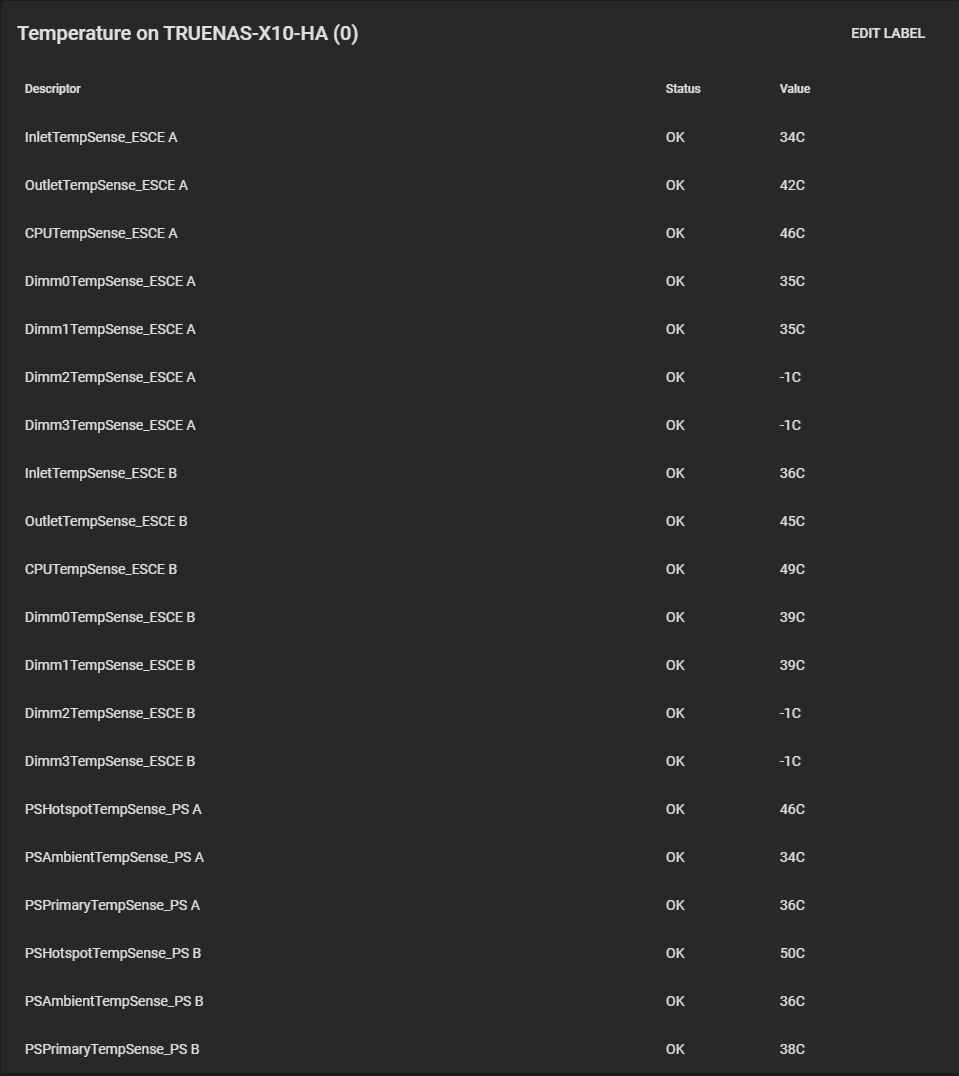 Temperature on TRUENAS-X10-HA (0) EDIT LABEL
Descriptor Status Value
InletTempSense_ESCE A OK 34C
OutletTempSense_ESCE A OK 42C
CPUTempSense_ESCE A OK 46C
Dimm0TempSense_ESCE A OK 35C
Dimm1TempSense_ESCE A OK 35C
Dimm2TempSense_ESCE A OK -1C
Dimm3TempSense_ESCE A OK -1C
InletTempSense_ESCE B OK 36C
OutletTempSense_ESCE B OK 45C
CPUTempSense_ESCE B OK 49C
Dimm0TempSense_ESCE B OK 39C
Dimm1TempSense_ESCE B OK 39C
Dimm2TempSense_ESCE B OK -1C
Dimm3TempSense_ESCE B OK -1C
PSHotspotTempSense_PS A OK 46C
PSAmbientTempSense_PS A OK 34C
PSPrimaryTempSense_PS A OK 36C
PSHotspotTempSense_PS B OK 50C
PSAmbientTempSense_PS B OK 36C
PSPrimaryTempSense_PS B OK 38C